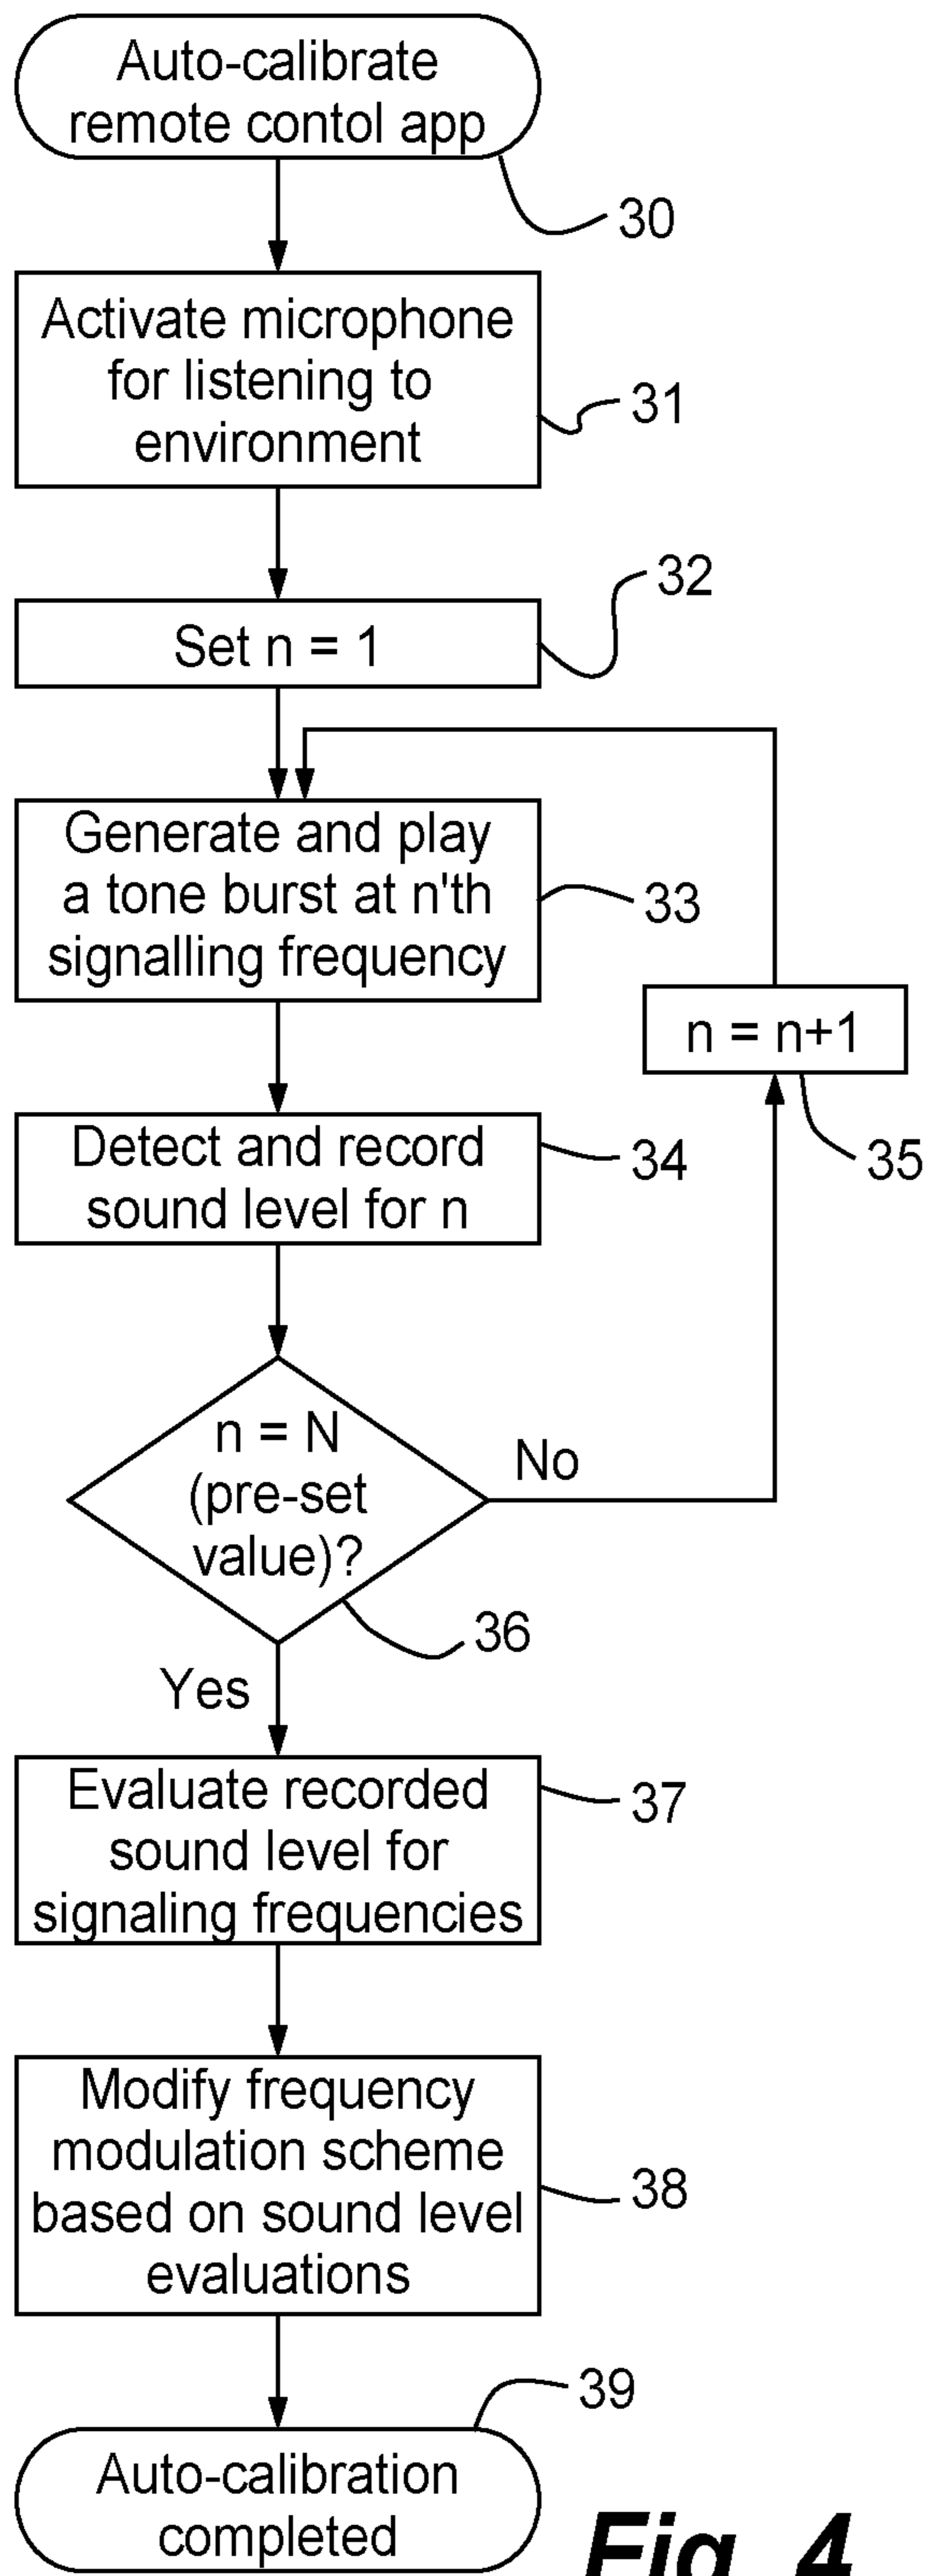 Auto-calibrate
remote contol app
30
Activate microphone
for listening to
environment
31
32
Set n = 1
Generate and play
a tone burst at n'th
signalling frequency
33
n = n+1
35
Detect and record
sound level for n
34
n = N
(pre-set
value)?
No
36
Yes
Evaluate recorded
sound level for
signaling frequencies
37
Modify frequency
modulation scheme
based on sound level
evaluations
38
39
Auto-calibration
completed
Fig. 4